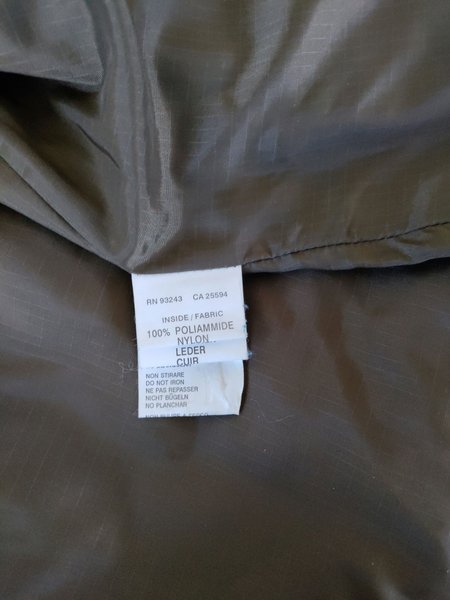 RN 93243 CA 25594
INSIDE / FABRIC
100% POLIAMMIDE
NYLON
LEDER
CUIR
NON STIRARE
DO NOT IRON
NE PAS REPASSER
NICHT BÜGELN
NO PLANCHAR